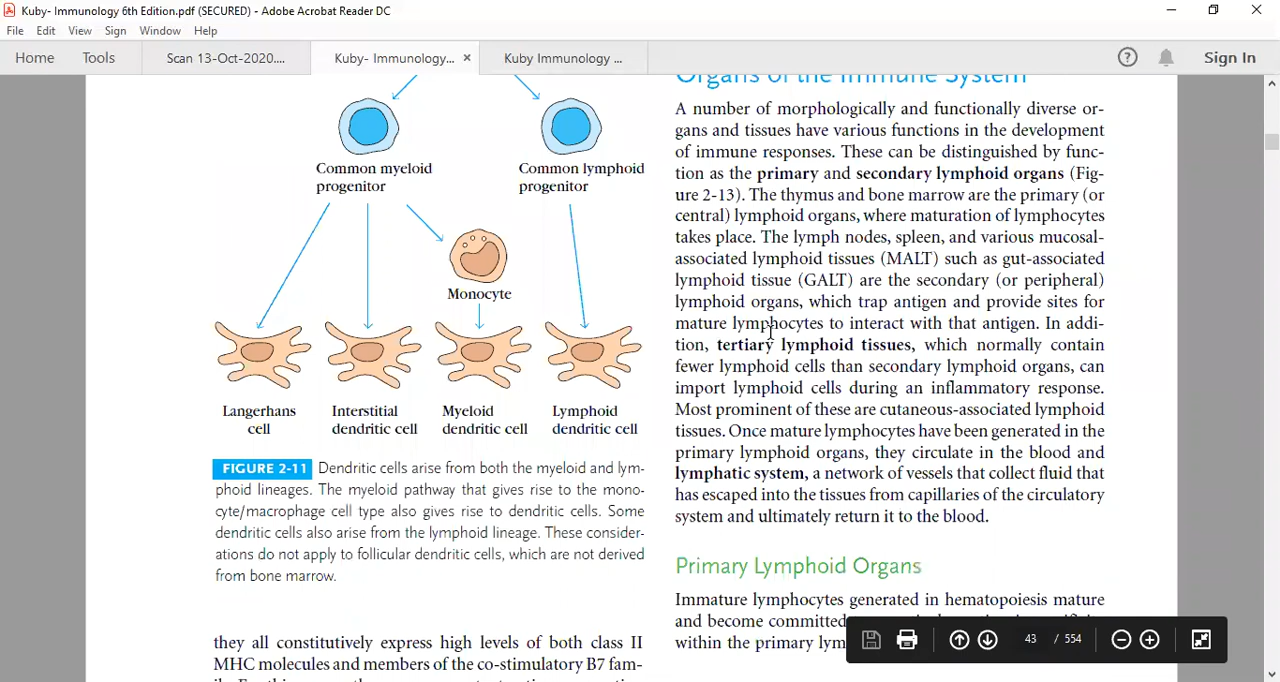 Kuby- Immunology 6th Edition.pdf (SECURED) - Adobe Acrobat Reader DC
File Edit View Sign Window Help
Home Tools Scan 13-Oct-2020.... Kuby- Immunology... × Kuby Immunology ... Sign In
Common myeloid
progenitor
Common lymphoid
progenitor
Monocyte
Langerhans
cell
Interstitial
dendritic cell
Myeloid
dendritic cell
Lymphoid
dendritic cell
FIGURE 2-11 Dendritic cells arise from both the myeloid and lym-
phoid lineages. The myeloid pathway that gives rise to the mono-
cyte/macrophage cell type also gives rise to dendritic cells. Some
dendritic cells also arise from the lymphoid lineage. These consider-
ations do not apply to follicular dendritic cells, which are not derived
from bone marrow.
they all constitutively express high levels of both class II
MHC molecules and members of the co-stimulatory B7 fam-
Organs of the Immune System
A number of morphologically and functionally diverse or-
gans and tissues have various functions in the development
of immune responses. These can be distinguished by func-
tion as the primary and secondary lymphoid organs (Fig-
ure 2-13). The thymus and bone marrow are the primary (or
central) lymphoid organs, where maturation of lymphocytes
takes place. The lymph nodes, spleen, and various mucosal-
associated lymphoid tissues (MALT) such as gut-associated
lymphoid tissue (GALT) are the secondary (or peripheral)
lymphoid organs, which trap antigen and provide sites for
mature lymphocytes to interact with that antigen. In addi-
tion, tertiary lymphoid tissues, which normally contain
fewer lymphoid cells than secondary lymphoid organs, can
import lymphoid cells during an inflammatory response.
Most prominent of these are cutaneous-associated lymphoid
tissues. Once mature lymphocytes have been generated in the
primary lymphoid organs, they circulate in the blood and
lymphatic system, a network of vessels that collect fluid that
has escaped into the tissues from capillaries of the circulatory
system and ultimately return it to the blood.
Primary Lymphoid Organs
Immature lymphocytes generated in hematopoiesis mature
and become committed
within the primary lym
43 / 554